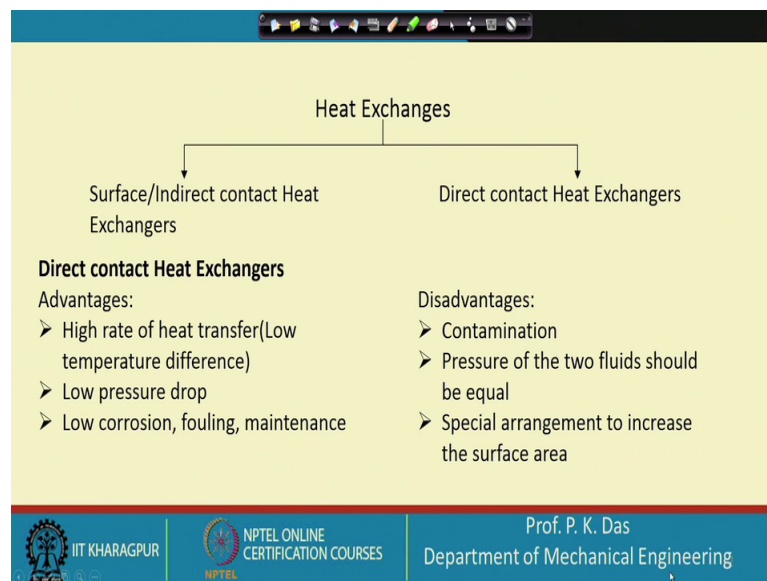 Heat Exchanges
Surface/Indirect contact Heat
Exchangers
Direct contact Heat Exchangers
Direct contact Heat Exchangers
Advantages:
➤ High rate of heat transfer(Low
temperature difference)
➤ Low pressure drop
➤ Low corrosion, fouling, maintenance
Disadvantages:
➤ Contamination
➤ Pressure of the two fluids should
be equal
➤ Special arrangement to increase
the surface area
IIT KHARAGPUR
NPTEL
NPTEL ONLINE
CERTIFICATION COURSES
Prof. P. K. Das
Department of Mechanical Engineering